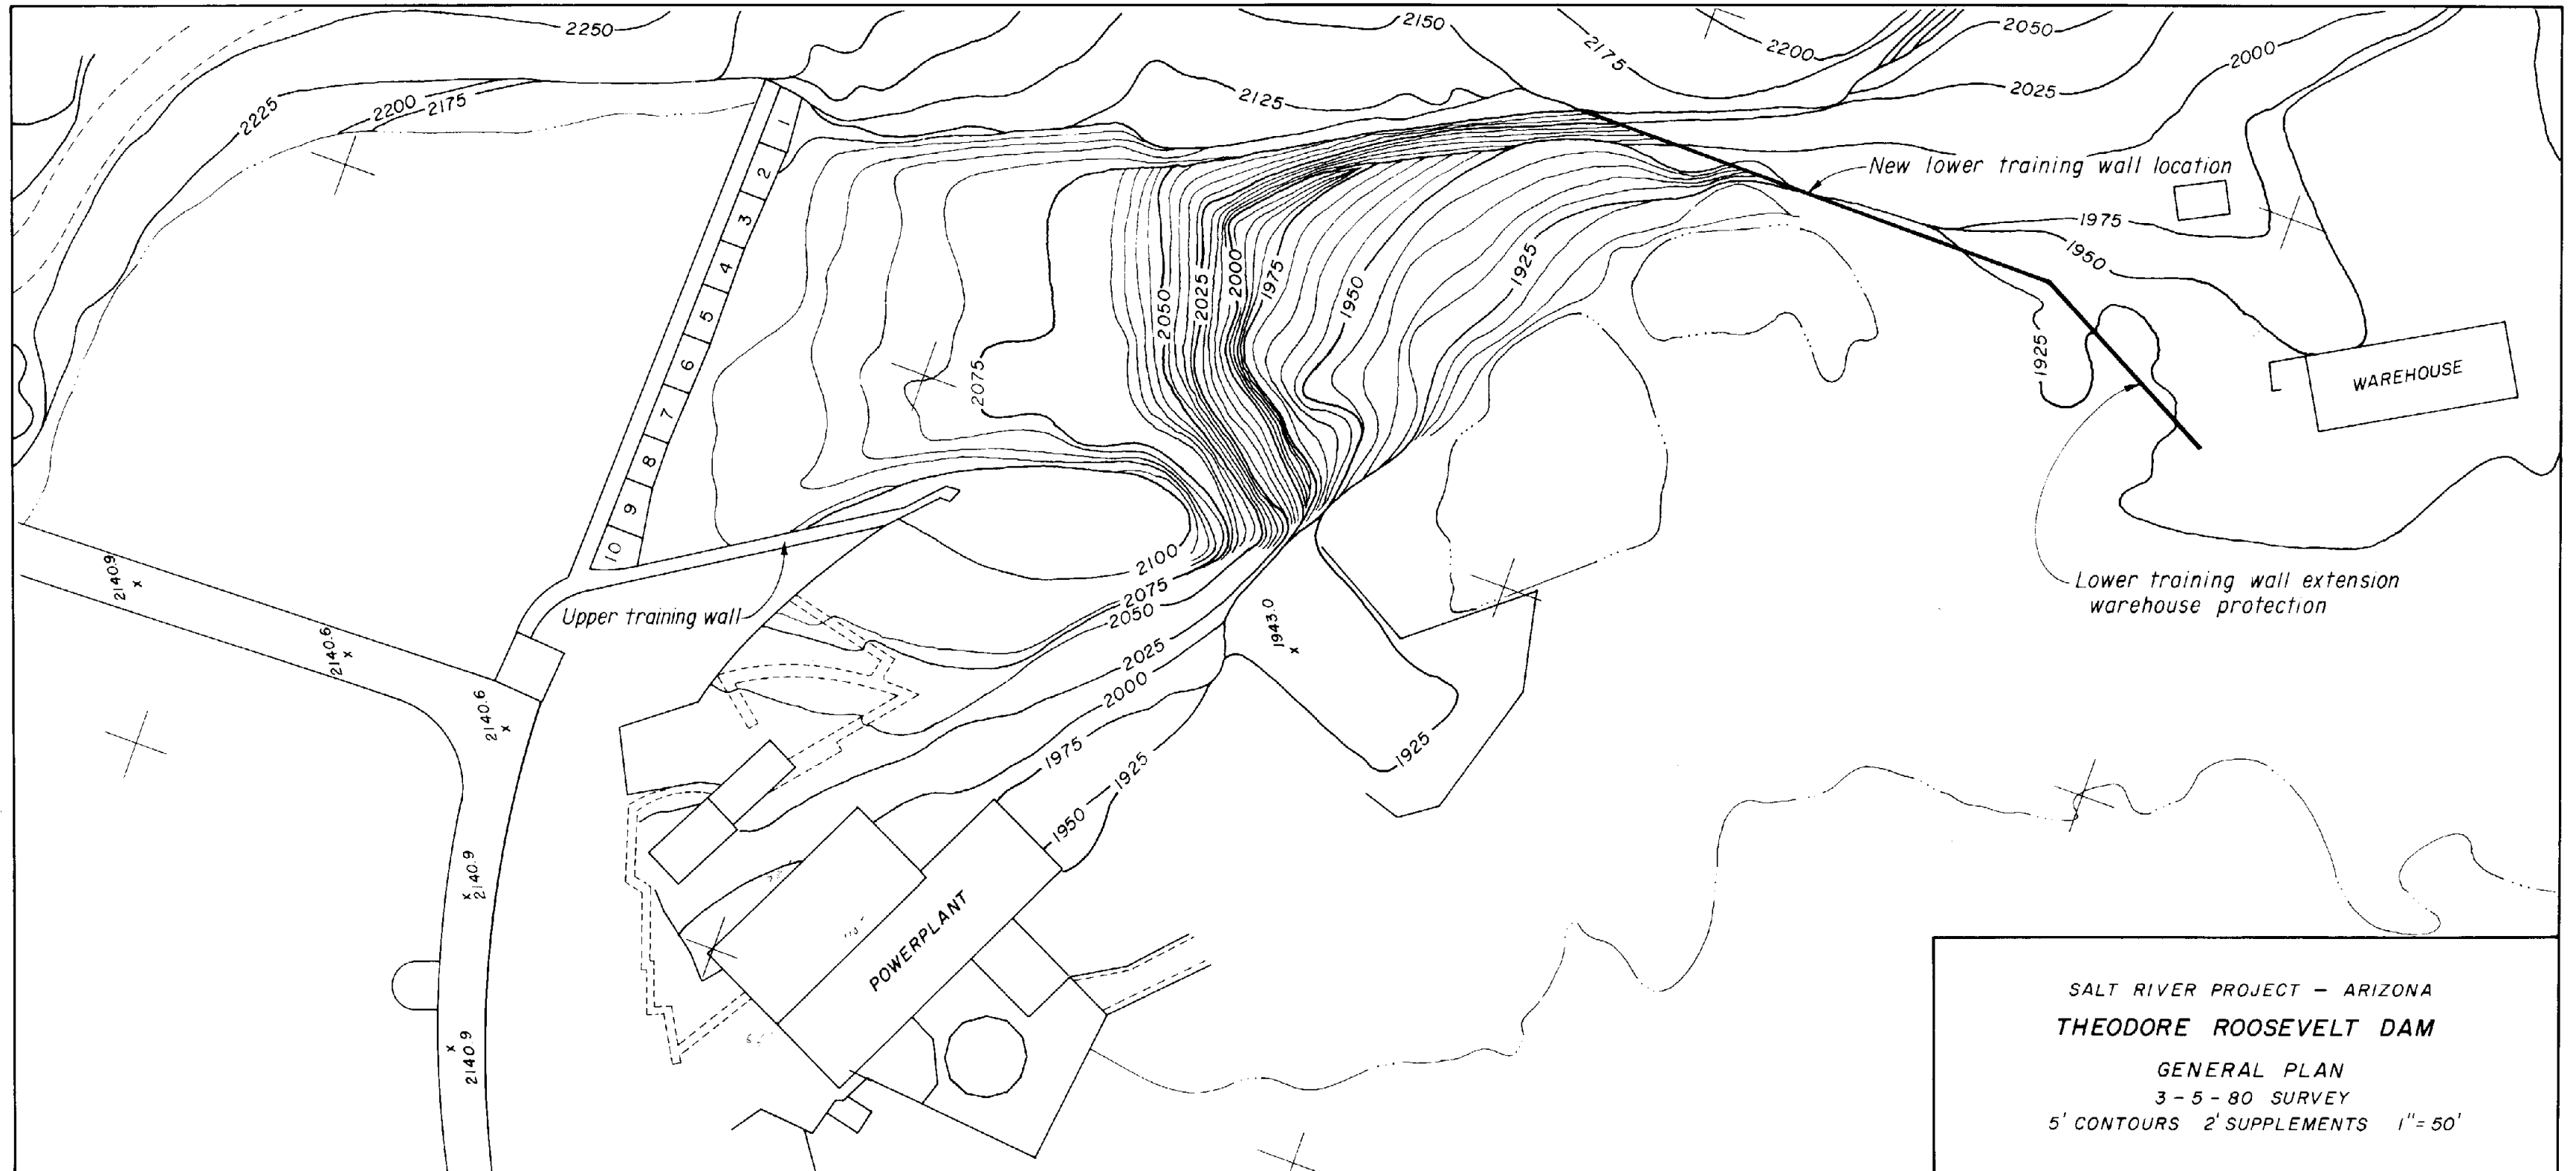 2250
2150
2050
2175
2200
2000
2225
2200
2175
2125
2025
1
2
3
4
5
6
7
8
9
10
New lower training wall location
1975
1950
2050
2025
2000
1975
1950
1925
2075
1925
WAREHOUSE
2100
2075
2050
2025
2000
1975
1950
1925
1943.0
1925
Upper training wall
Lower training wall extension
warehouse protection
2140.9
x
2140.6
x
2140.6
x
2140.9
x
2140.9
x
x
POWERPLANT
SALT RIVER PROJECT – ARIZONA
THEODORE ROOSEVELT DAM
GENERAL PLAN
3-5-80 SURVEY
5' CONTOURS 2' SUPPLEMENTS 1"=50'